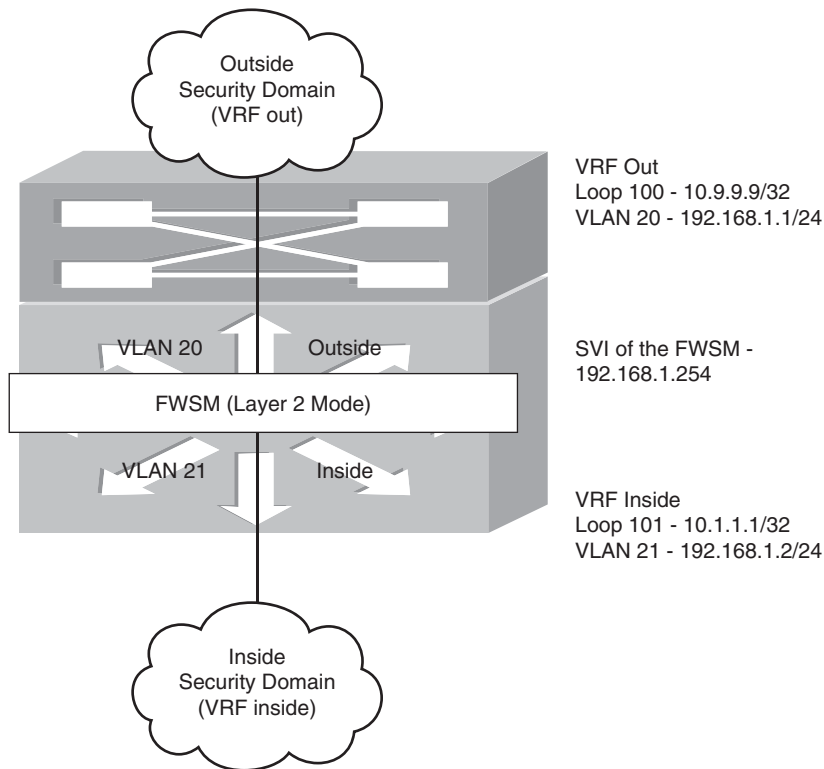 Outside
Security Domain
(VRF out)
VRF Out
Loop 100 - 10.9.9.9/32
VLAN 20 - 192.168.1.1/24
VLAN 20
Outside
SVI of the FWSM -
192.168.1.254
FWSM (Layer 2 Mode)
VLAN 21
Inside
VRF Inside
Loop 101 - 10.1.1.1/32
VLAN 21 - 192.168.1.2/24
Inside
Security Domain
(VRF inside)